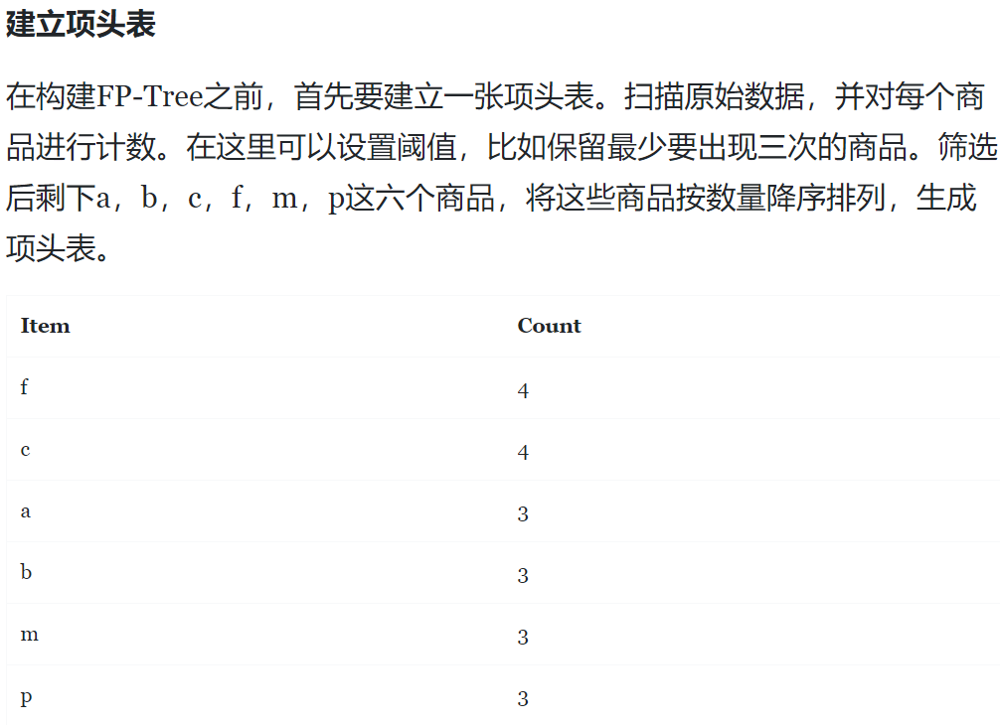 建立项头表
在构建FP-Tree之前，首先要建立一张项头表。扫描原始数据，并对每个商
品进行计数。在这里可以设置阈值，比如保留最少要出现三次的商品。筛选
后剩下a，b，c，f，m，p这六个商品，将这些商品按数量降序排列，生成
项头表。
Item Count
f 4
c 4
a 3
b 3
m 3
p 3